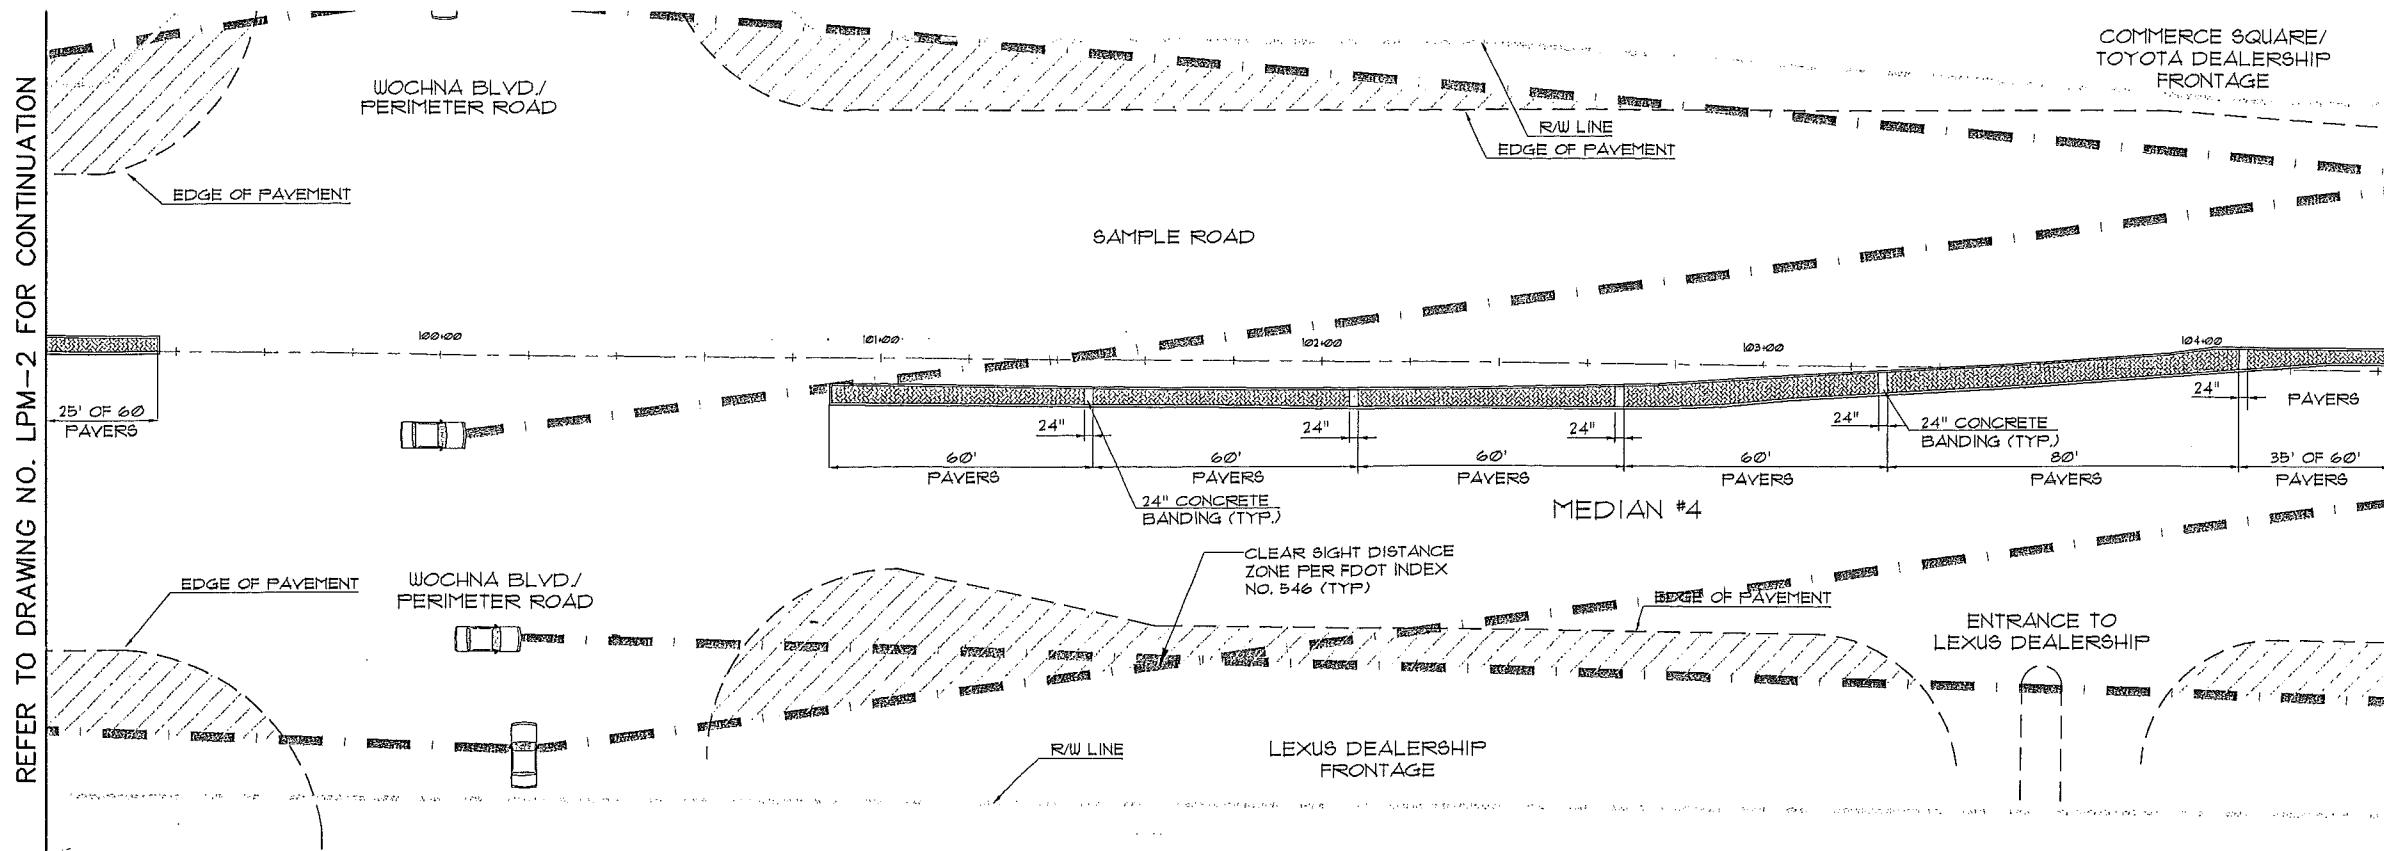 REFER TO DRAWING NO. LPM-2 FOR CONTINUATION
WOCHNA BLVD./
PERIMETER ROAD
COMMERCE SQUARE/
TOYOTA DEALERSHIP
FRONTAGE
R/W LINE
EDGE OF PAVEMENT
EDGE OF PAVEMENT
SAMPLE ROAD
100+00
101+00
102+00
103+00
104+00
25' OF 60
PAVERS
24"
24"
24"
24"
24"
PAVERS
24" CONCRETE
BANDING (TYP.)
60'
PAVERS
60'
PAVERS
60'
PAVERS
60'
PAVERS
80'
PAVERS
35' OF 60'
PAVERS
24" CONCRETE
BANDING (TYP.)
MEDIAN #4
CLEAR SIGHT DISTANCE
ZONE PER FDOT INDEX
NO. 546 (TYP)
EDGE OF PAVEMENT
WOCHNA BLVD./
PERIMETER ROAD
EDGE OF PAVEMENT
ENTRANCE TO
LEXUS DEALERSHIP
R/W LINE
LEXUS DEALERSHIP
FRONTAGE